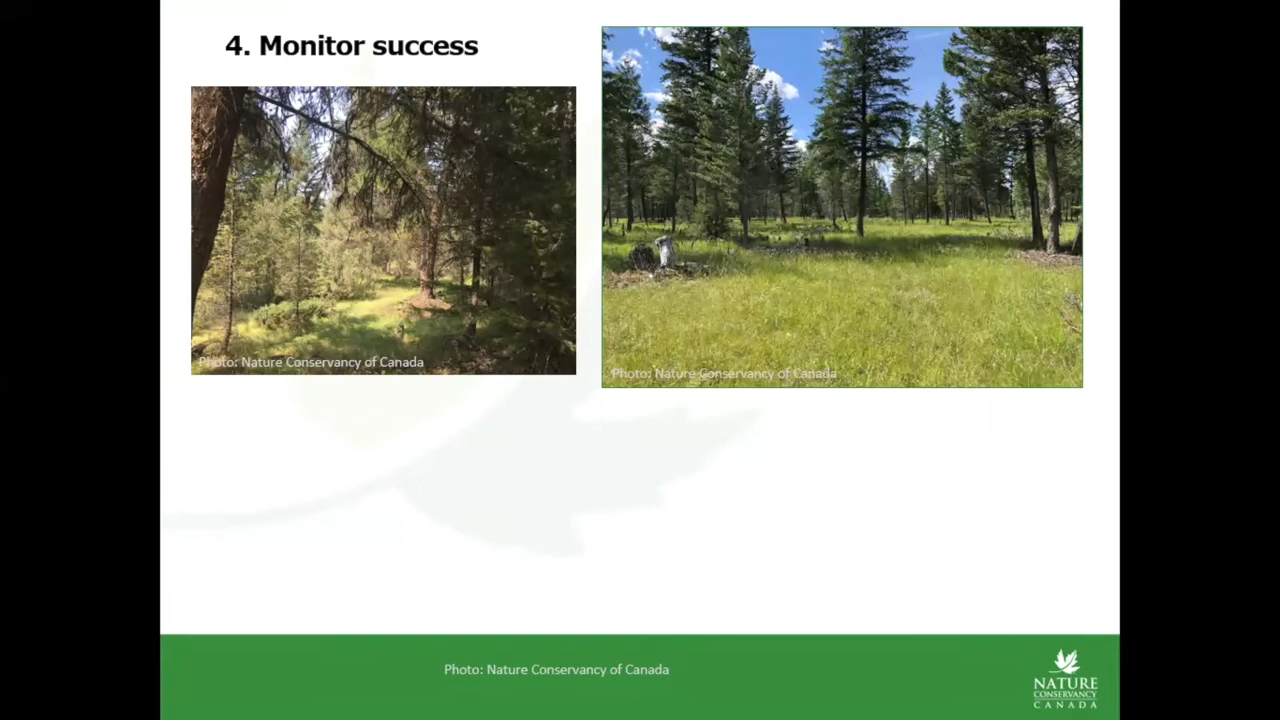 4. Monitor success
Photo: Nature Conservancy of Canada
Photo: Nature Conservancy of Canada
Photo: Nature Conservancy of Canada
NATURE
CONSERVANCY
CANADA